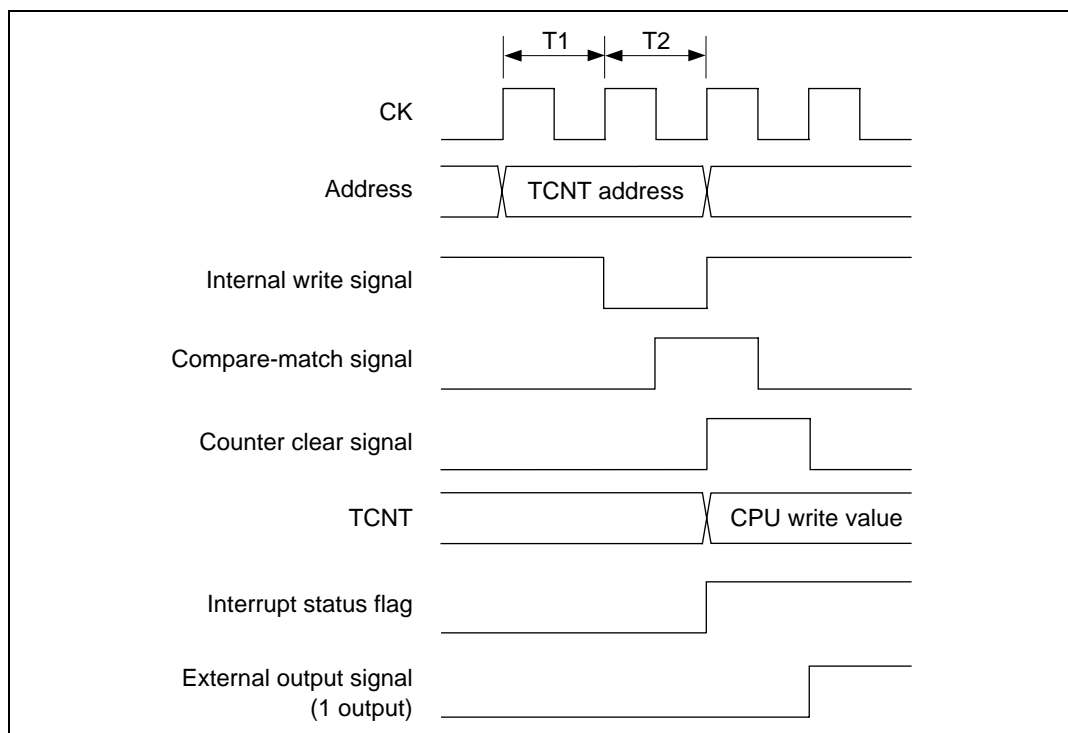 T1 T2
CK
Address TCNT address
Internal write signal
Compare-match signal
Counter clear signal
TCNT CPU write value
Interrupt status flag
External output signal
(1 output)